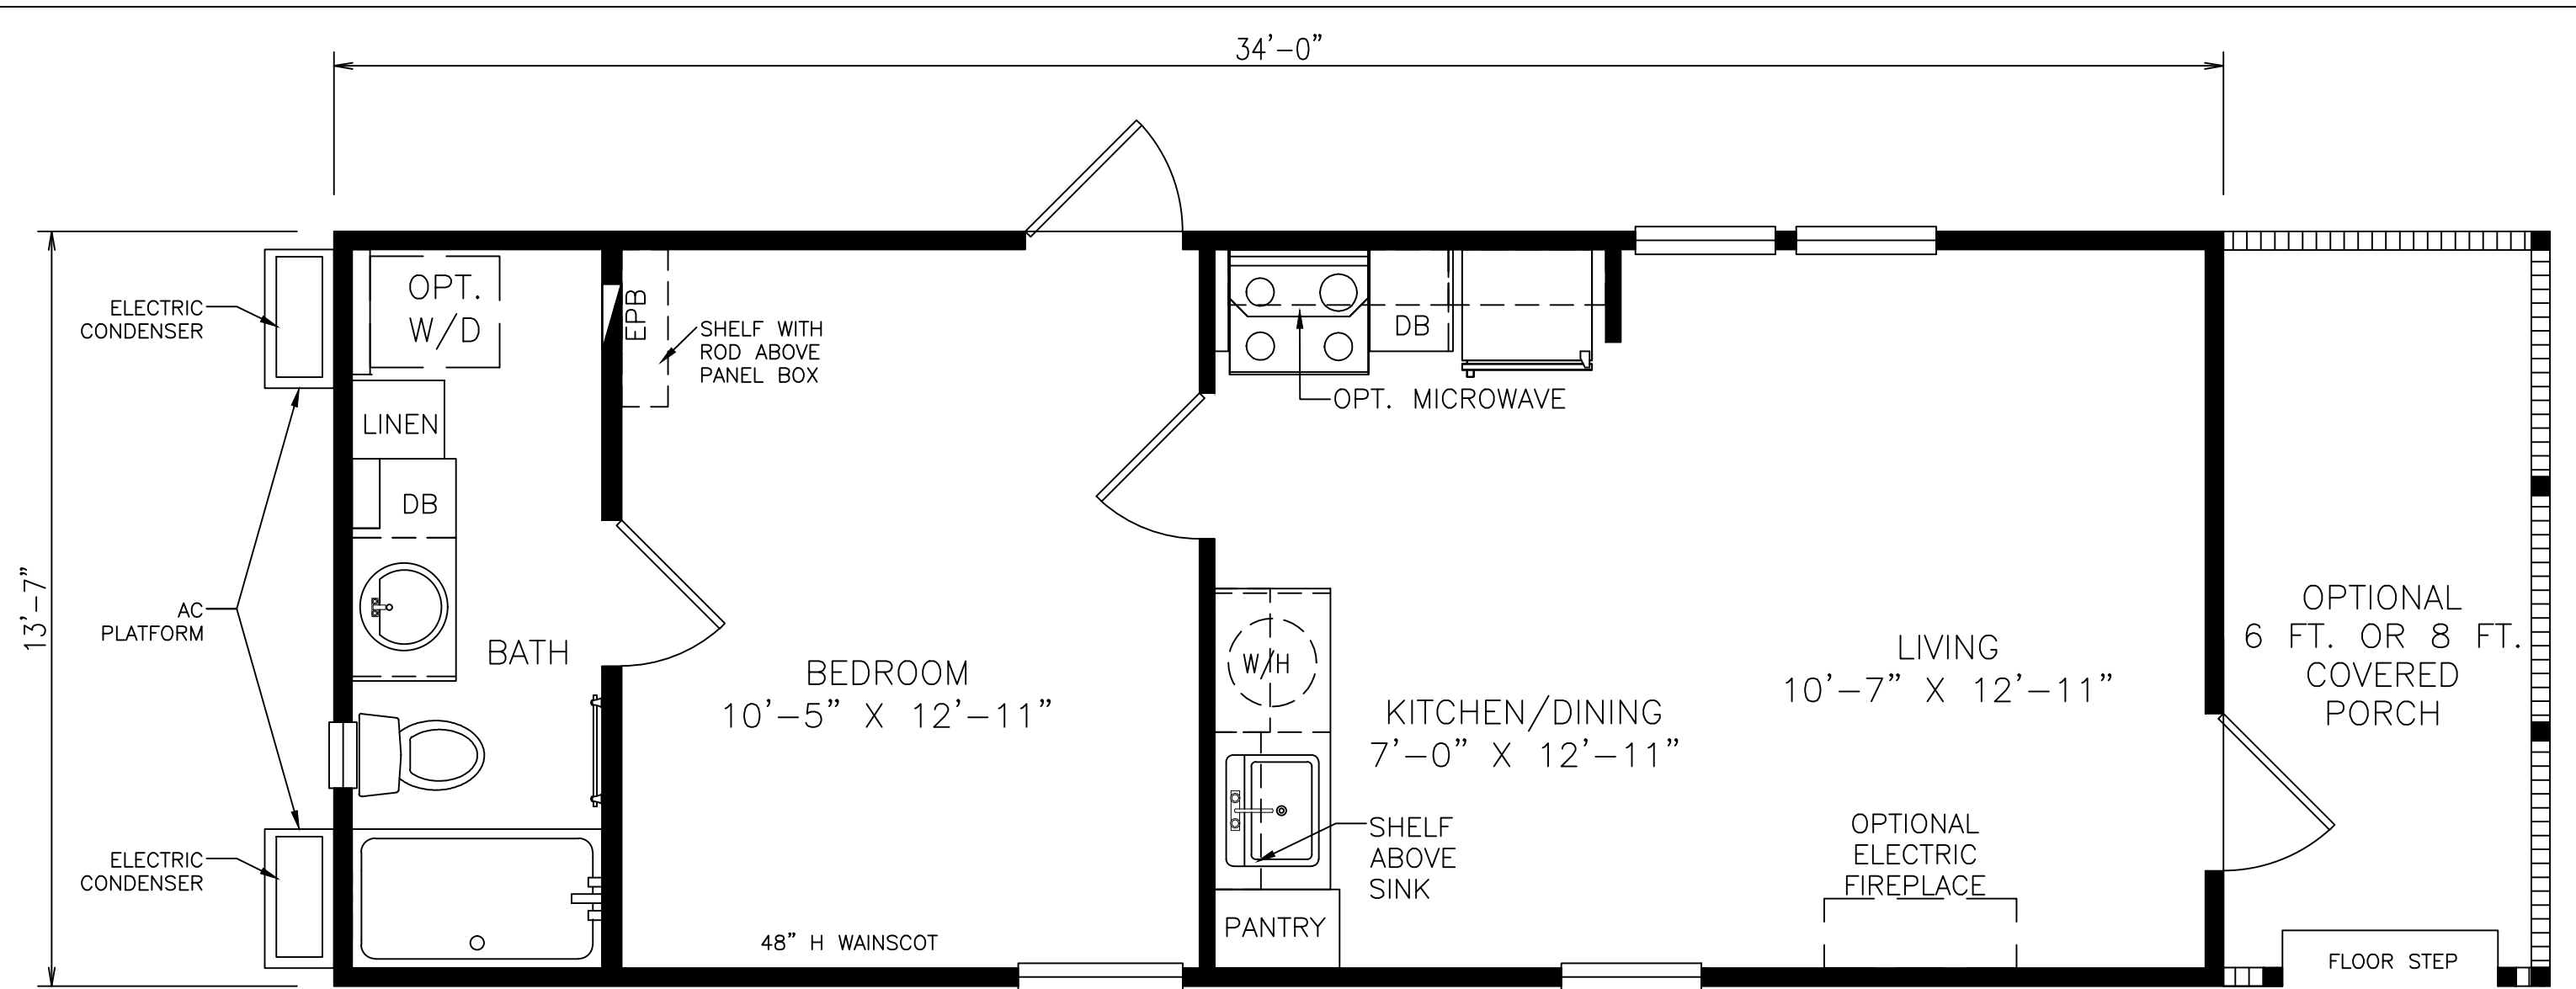 34'-0"
13'-7"
ELECTRIC
CONDENSER
AC
PLATFORM
ELECTRIC
CONDENSER
OPT.
W/D
LINEN
DB
BATH
EPB
SHELF WITH
ROD ABOVE
PANEL BOX
BEDROOM
10'-5" X 12'-11"
48" H WAINSCOT
DB
OPT. MICROWAVE
W/H
KITCHEN/DINING
7'-0" X 12'-11"
SHELF
ABOVE
SINK
PANTRY
LIVING
10'-7" X 12'-11"
OPTIONAL
ELECTRIC
FIREPLACE
OPTIONAL
6 FT. OR 8 FT.
COVERED
PORCH
FLOOR STEP